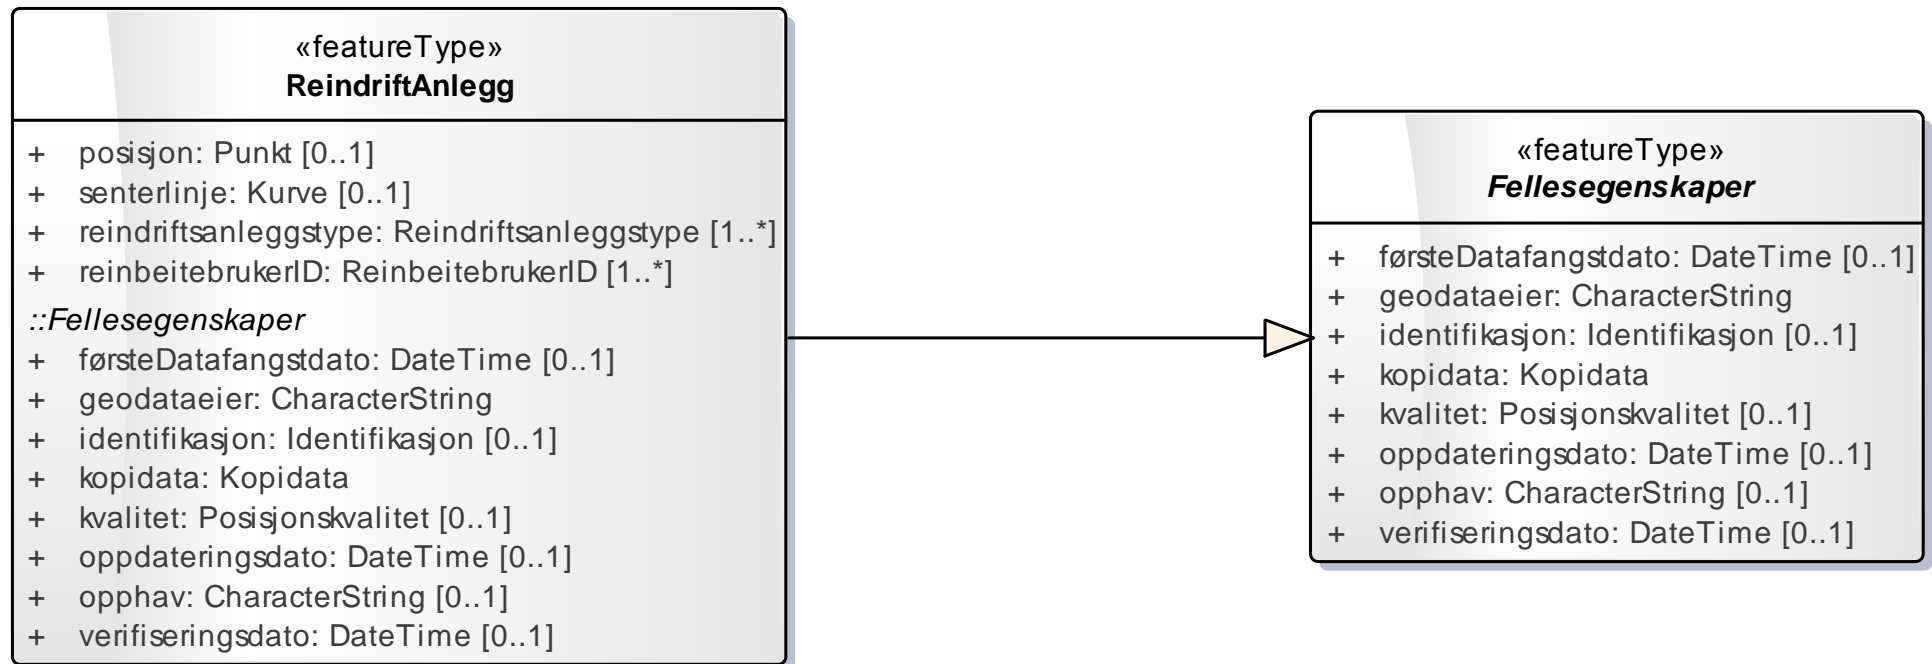 «featureType»
ReindriftAnlegg
+ posisjon: Punkt [0..1]
+ senterlinje: Kurve [0..1]
+ reindriftsanleggstype: Reindriftsanleggstype [1..*]
+ reinbeitebrukerID: ReinbeitebrukerID [1..*]
::Fellesegenskaper
+ førsteDatafangstdato: DateTime [0..1]
+ geodataeier: CharacterString
+ identifikasjon: Identifikasjon [0..1]
+ kopidata: Kopidata
+ kvalitet: Posisjonskvalitet [0..1]
+ oppdateringsdato: DateTime [0..1]
+ opphav: CharacterString [0..1]
+ verifiseringsdato: DateTime [0..1]
«featureType»
Fellesegenskaper
+ førsteDatafangstdato: DateTime [0..1]
+ geodataeier: CharacterString
+ identifikasjon: Identifikasjon [0..1]
+ kopidata: Kopidata
+ kvalitet: Posisjonskvalitet [0..1]
+ oppdateringsdato: DateTime [0..1]
+ opphav: CharacterString [0..1]
+ verifiseringsdato: DateTime [0..1]